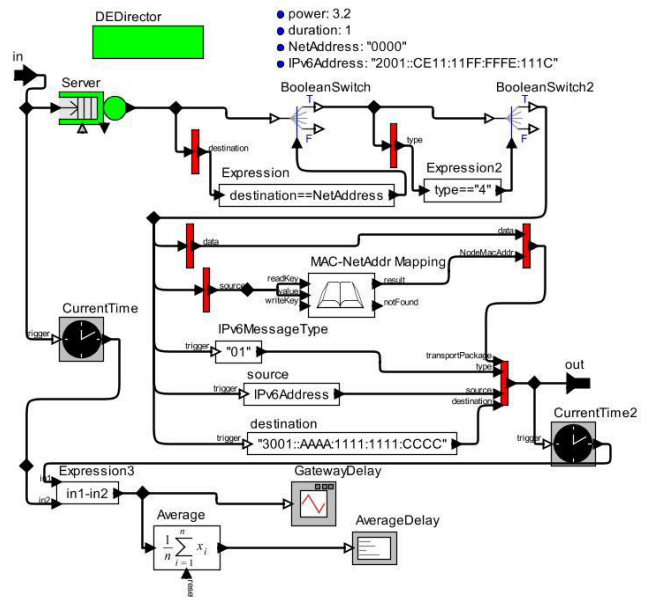 DEDirector
power: 3.2
duration: 1
NetAddress: "0000"
IPv6Address: "2001::CE11:11FF:FFFE:111C"
in
Server
BooleanSwitch
BooleanSwitch2
T
T
F
F
destination
type
Expression
destination==NetAddress
Expression2
type=="4"
data
data
NodeMacAddr
MAC-NetAddr Mapping
source
readKey
value
writeKey
result
notFound
CurrentTime
trigger
IPv6MessageType
trigger
"01"
transportPackage
type
source
destination
source
trigger
IPv6Address
out
destination
trigger
"3001::AAAA:1111:1111:CCCC"
CurrentTime2
trigger
Expression3
in1
in2
in1-in2
GatewayDelay
Average
1/n n ∑ i=1 x i
AverageDelay
rese